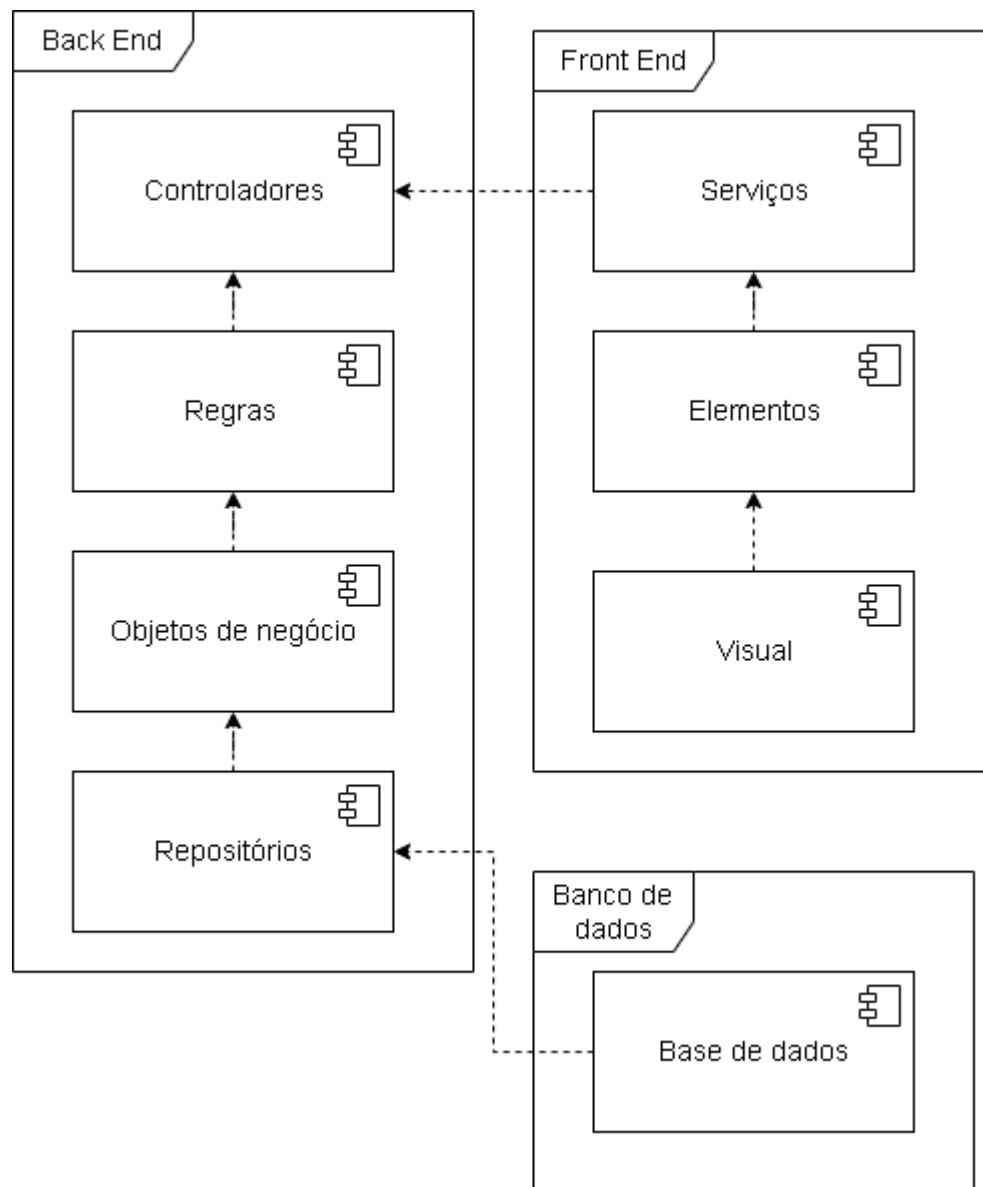 Back End
Controladores
Regras
Objetos de negócio
Repositórios
Front End
Serviços
Elementos
Visual
Banco de
dados
Base de dados